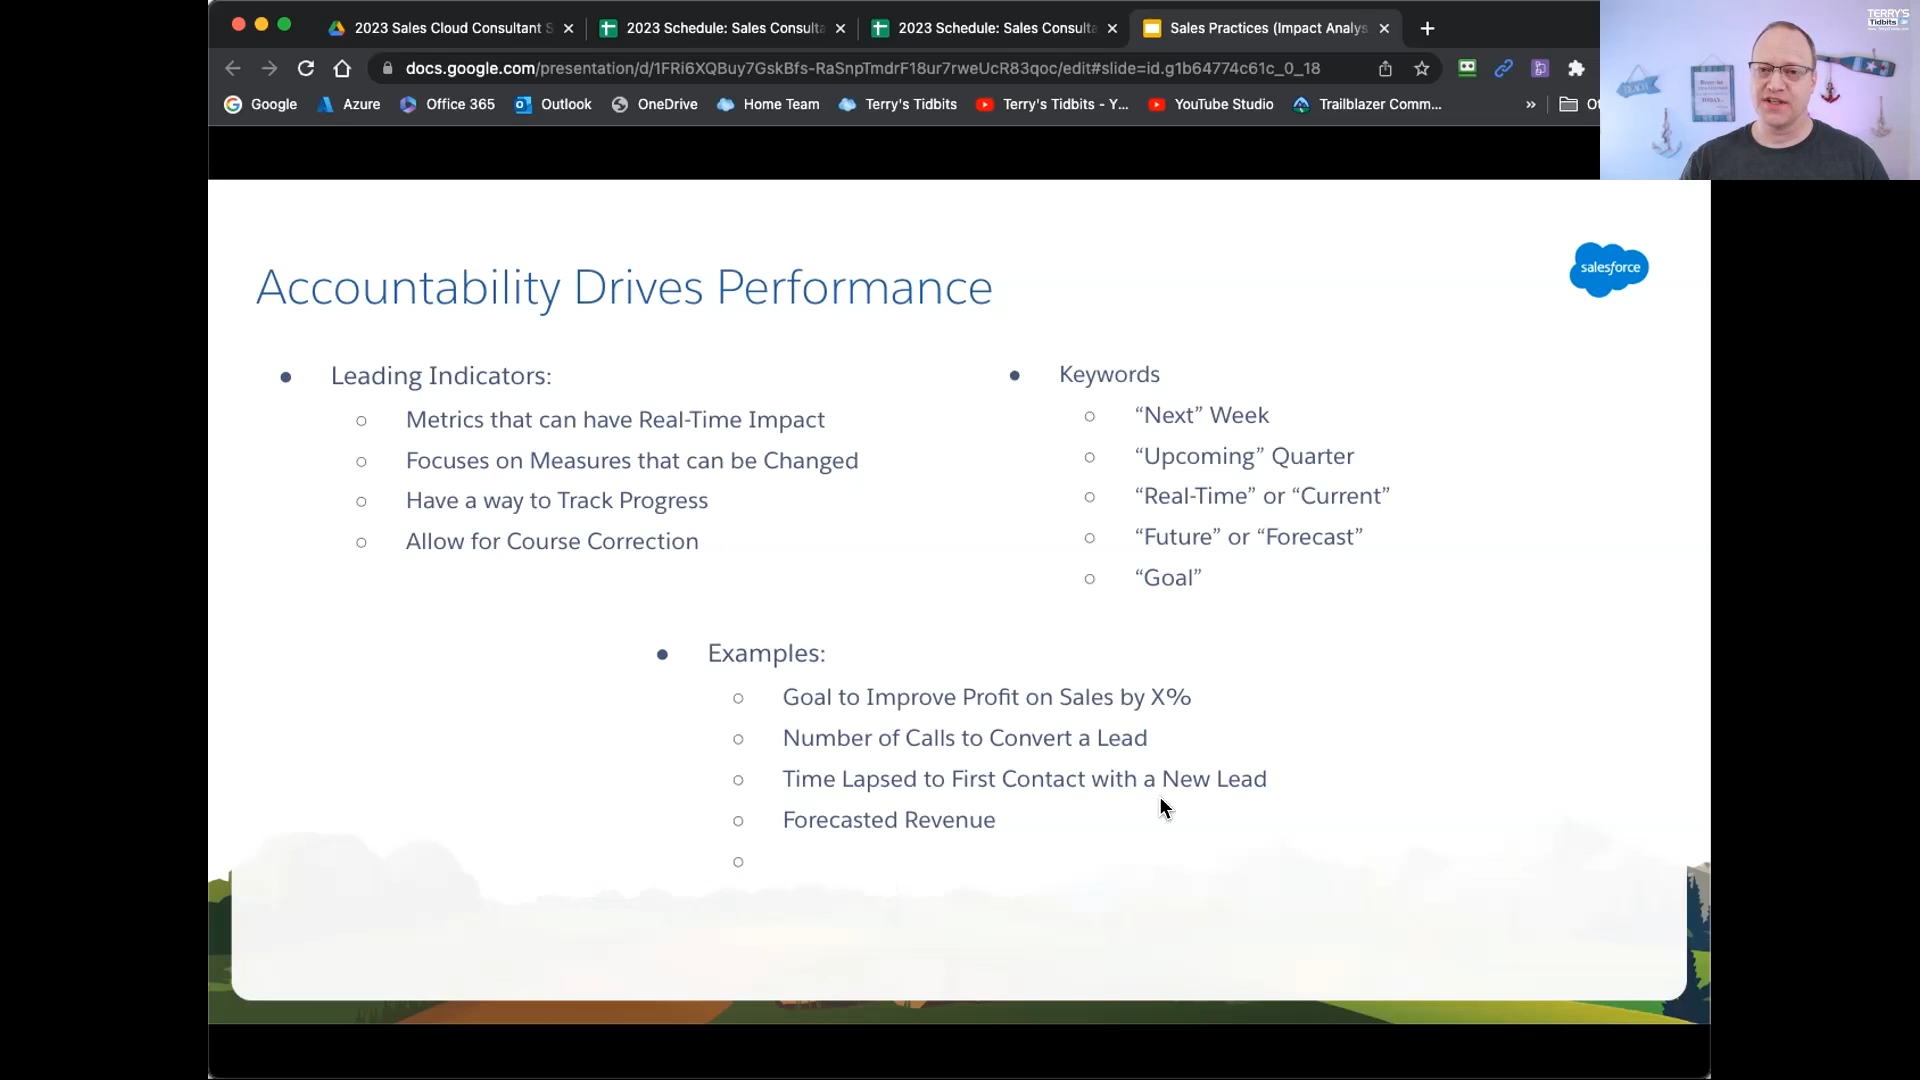 2023 Sales Cloud Consultant S
2023 Schedule: Sales Consulta
2023 Schedule: Sales Consulta
Sales Practices (Impact Analys
docs.google.com/presentation/d/1FRi6XQBuy7GskBfs-RaSnpTmdrF18ur7rweUcR83qoc/edit#slide=id.g1b64774c61c_0_18
Google
Azure
Office 365
Outlook
OneDrive
Home Team
Terry's Tidbits
Terry's Tidbits - Y...
YouTube Studio
Trailblazer Comm...
»
Ot
TERRY'S
Tidbits
BEACH
TODAY
Accountability Drives Performance
salesforce
● Leading Indicators:
○ Metrics that can have Real-Time Impact
○ Focuses on Measures that can be Changed
○ Have a way to Track Progress
○ Allow for Course Correction
● Keywords
○ “Next” Week
○ “Upcoming” Quarter
○ “Real-Time” or “Current”
○ “Future” or “Forecast”
○ “Goal”
● Examples:
○ Goal to Improve Profit on Sales by X%
○ Number of Calls to Convert a Lead
○ Time Lapsed to First Contact with a New Lead
○ Forecasted Revenue
○